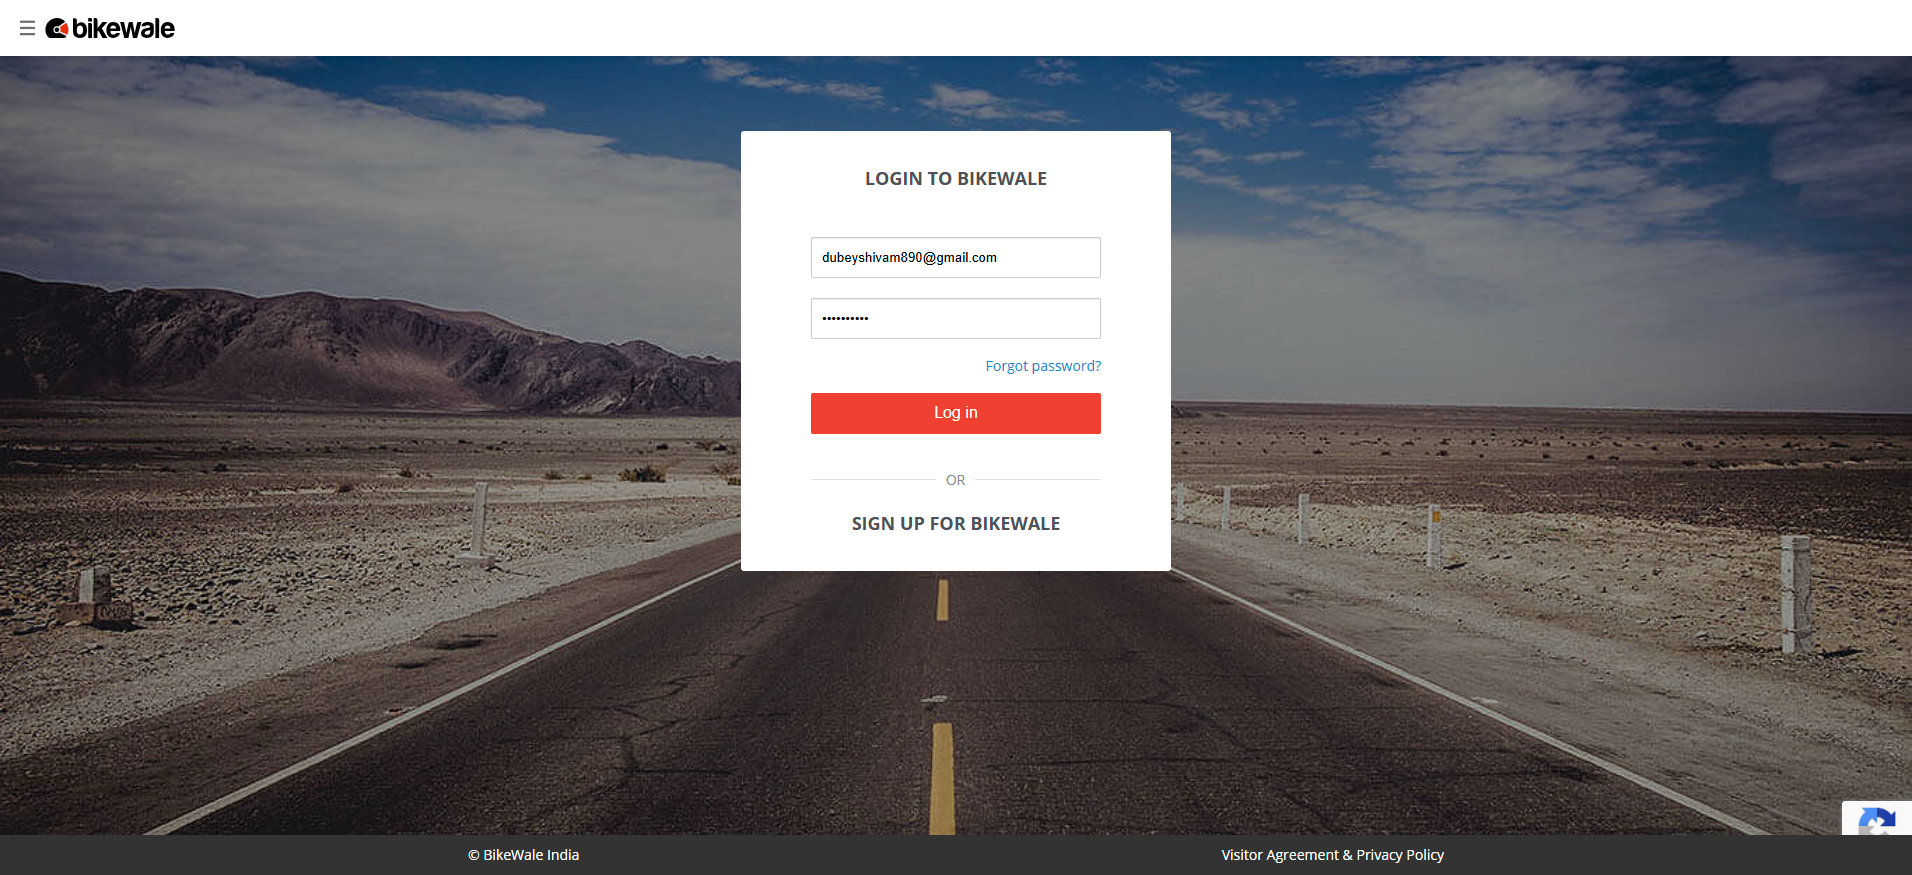 bikewale
LOGIN TO BIKEWALE
dubeyshivam890@gmail.com
••••••••••
Forgot password?
Log in
OR
SIGN UP FOR BIKEWALE
© BikeWale India
Visitor Agreement & Privacy Policy